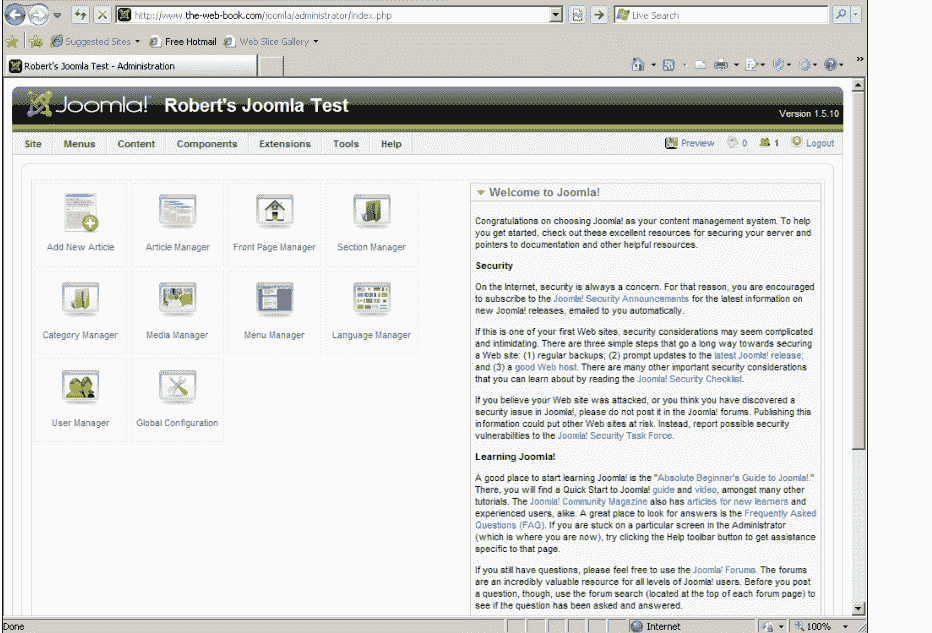 http://www.the-web-book.com/joomla/administrator/index.php
Live Search
Suggested Sites
Free Hotmail
Web Slice Gallery
Robert's Joomla Test - Administration
Joomla! Robert's Joomla Test
Version 1.5.10
Site Menus Content Components Extensions Tools Help Preview 0 1 Logout
Add New Article Article Manager Front Page Manager Section Manager
Category Manager Media Manager Menu Manager Language Manager
User Manager Global Configuration
Welcome to Joomla!
Congratulations on choosing Joomla! as your content management system. To help
you get started, check out these excellent resources for securing your server and
pointers to documentation and other helpful resources.
Security
On the Internet, security is always a concern. For that reason, you are encouraged
to subscribe to the Joomla! Security Announcements for the latest information on
new Joomla! releases, emailed to you automatically.
If this is one of your first Web sites, security considerations may seem complicated
and intimidating. There are three simple steps that go a long way towards securing
a Web site: (1) regular backups; (2) prompt updates to the latest Joomla! release;
and (3) a good Web host. There are many other important security considerations
that you can learn about by reading the Joomla! Security Checklist.
If you believe your Web site was attacked, or you think you have discovered a
security issue in Joomla!, please do not post it in the Joomla! forums. Publishing this
information could put other Web sites at risk. Instead, report possible security
vulnerabilities to the Joomla! Security Task Force.
Learning Joomla!
A good place to start learning Joomla! is the "Absolute Beginner's Guide to Joomla!."
There, you will find a Quick Start to Joomla! guide and video, amongst many other
tutorials. The Joomla! Community Magazine also has articles for new learners and
experienced users, alike. A great place to look for answers is the Frequently Asked
Questions (FAQ). If you are stuck on a particular screen in the Administrator
(which is where you are now), try clicking the Help toolbar button to get assistance
specific to that page.
If you still have questions, please feel free to use the Joomla! Forums. The forums
are an incredibly valuable resource for all levels of Joomla! users. Before you post
a question, though, use the forum search (located at the top of each forum page) to
see if the question has been asked and answered.
Done Internet 100%